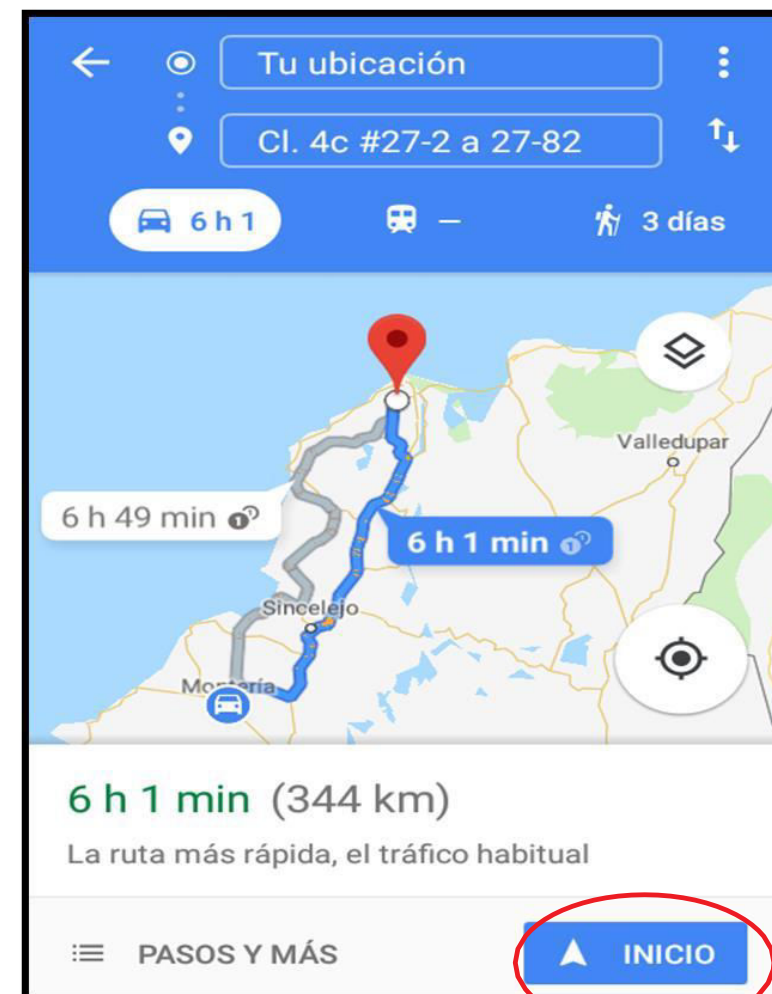 Tu ubicación
Cl. 4c #27-2 a 27-82
6 h 1
—
3 días
Valledupar
6 h 49 min
6 h 1 min
Sincelejo
Montería
6 h 1 min (344 km)
La ruta más rápida, el tráfico habitual
PASOS Y MÁS
INICIO